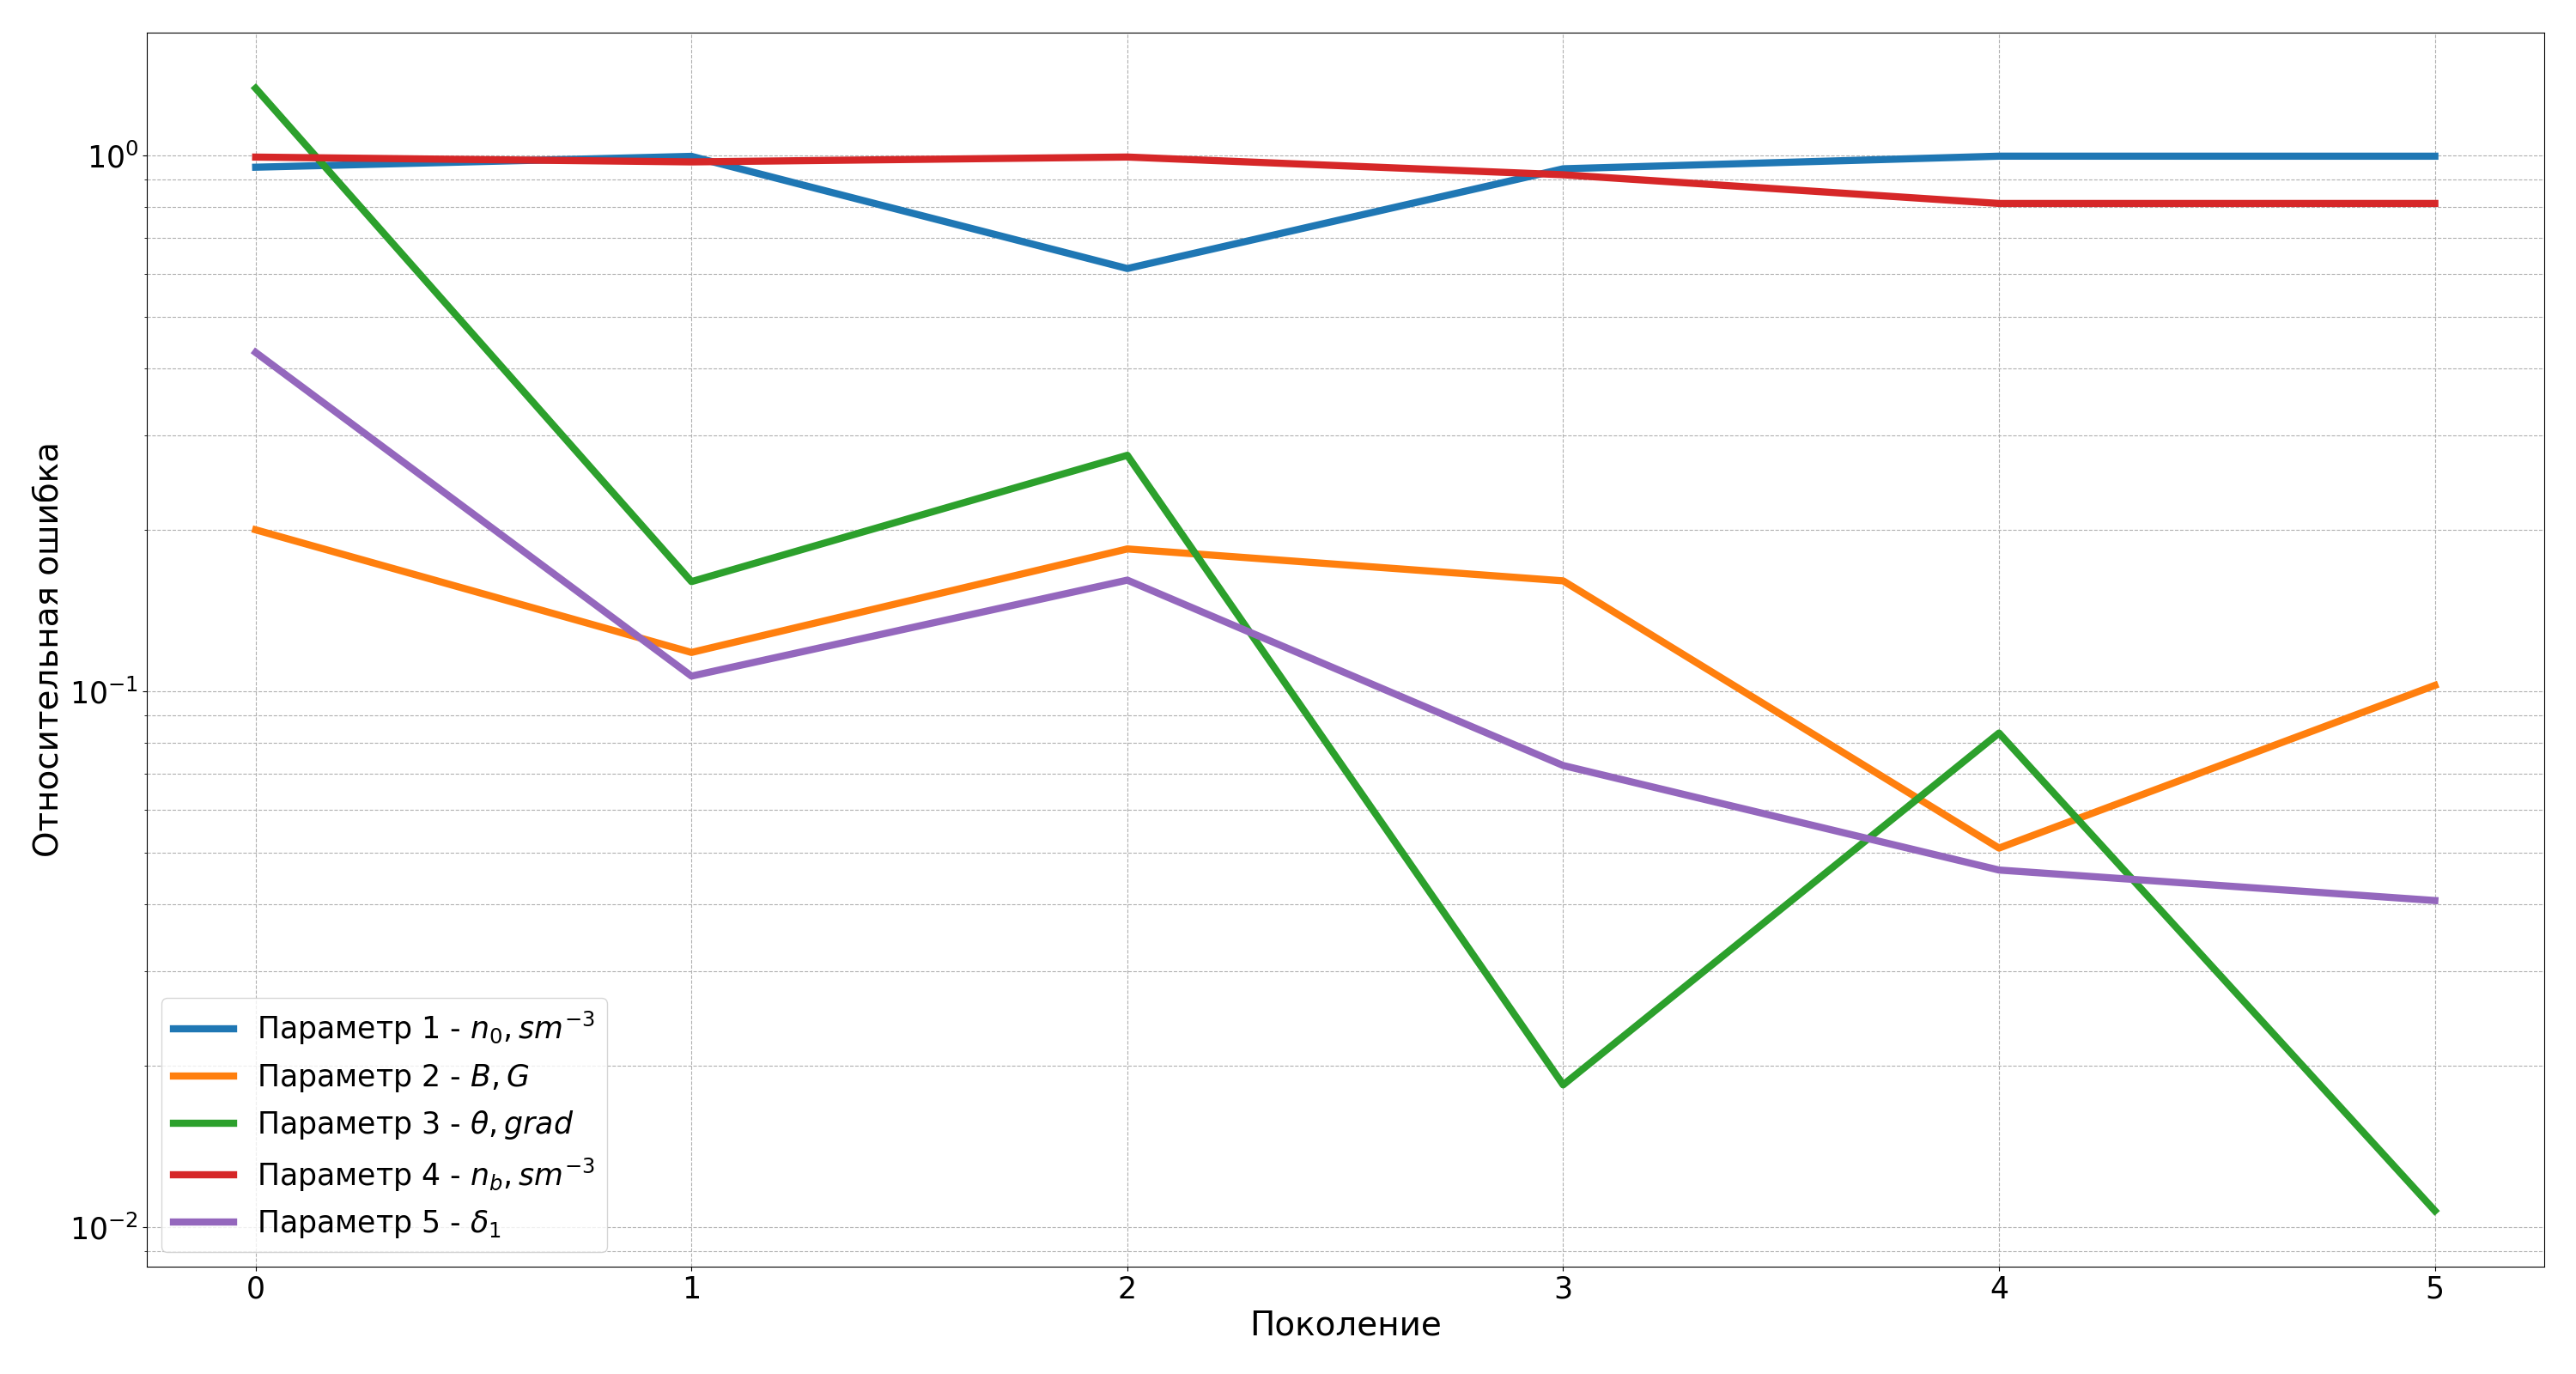 Относительная ошибка
10⁰
10⁻¹
10⁻²
Параметр 1 - n₀, sm⁻³
Параметр 2 - B, G
Параметр 3 - θ, grad
Параметр 4 - n_b, sm⁻³
Параметр 5 - δ₁
0 1 2 3 4 5
Поколение